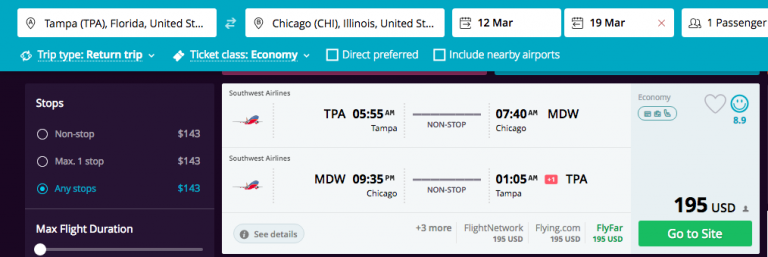 Tampa (TPA), Florida, United St...
Chicago (CHI), Illinois, United St...
12 Mar
19 Mar
1 Passenger
Trip type: Return trip
Ticket class: Economy
Direct preferred
Include nearby airports
Stops
Non-stop $143
Max. 1 stop $143
Any stops $143
Max Flight Duration
Southwest Airlines
TPA 05:55 AM
Tampa
NON-STOP
07:40 AM MDW
Chicago
Southwest Airlines
MDW 09:35 PM
Chicago
NON-STOP
01:05 AM +1 TPA
Tampa
See details
+3 more
FlightNetwork
195 USD
Flying.com
195 USD
FlyFar
195 USD
Economy
8.9
195 USD
Go to Site